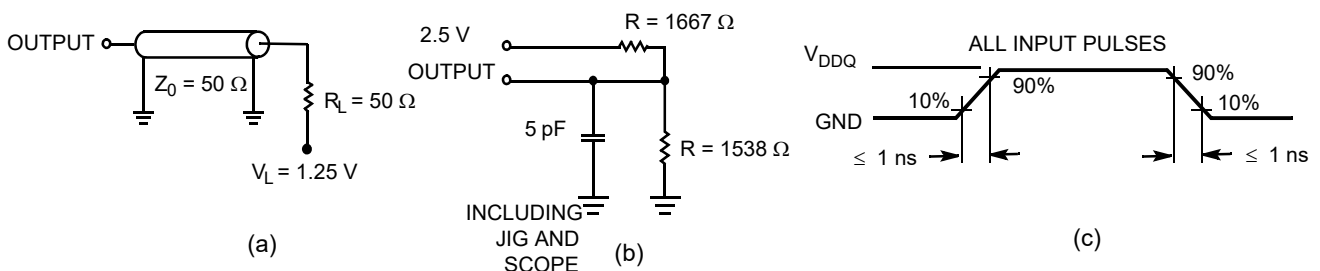 OUTPUT
Z0 = 50 Ω
RL = 50 Ω
VL = 1.25 V
(a)
R = 1667 Ω
2.5 V
OUTPUT
5 pF
R = 1538 Ω
INCLUDING
JIG AND
SCOPE
(b)
ALL INPUT PULSES
VDDQ
GND
10%
90%
90%
10%
≤ 1 ns
≤ 1 ns
(c)